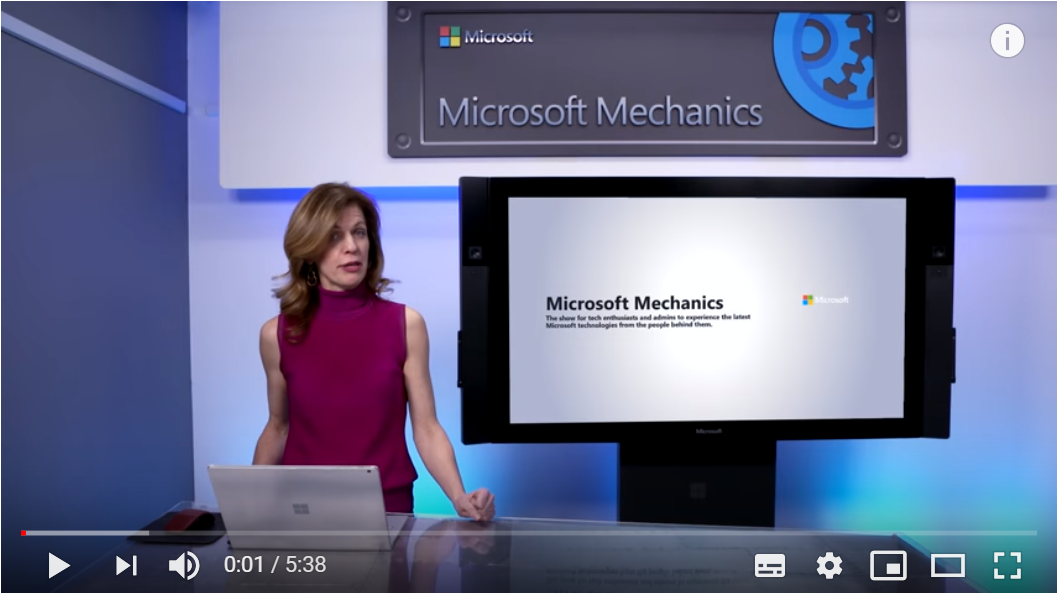 Microsoft
Microsoft Mechanics
Microsoft Mechanics
The show for tech enthusiasts and admins to experience the latest
Microsoft technologies from the people behind them.
Microsoft
Microsoft
0:01 / 5:38